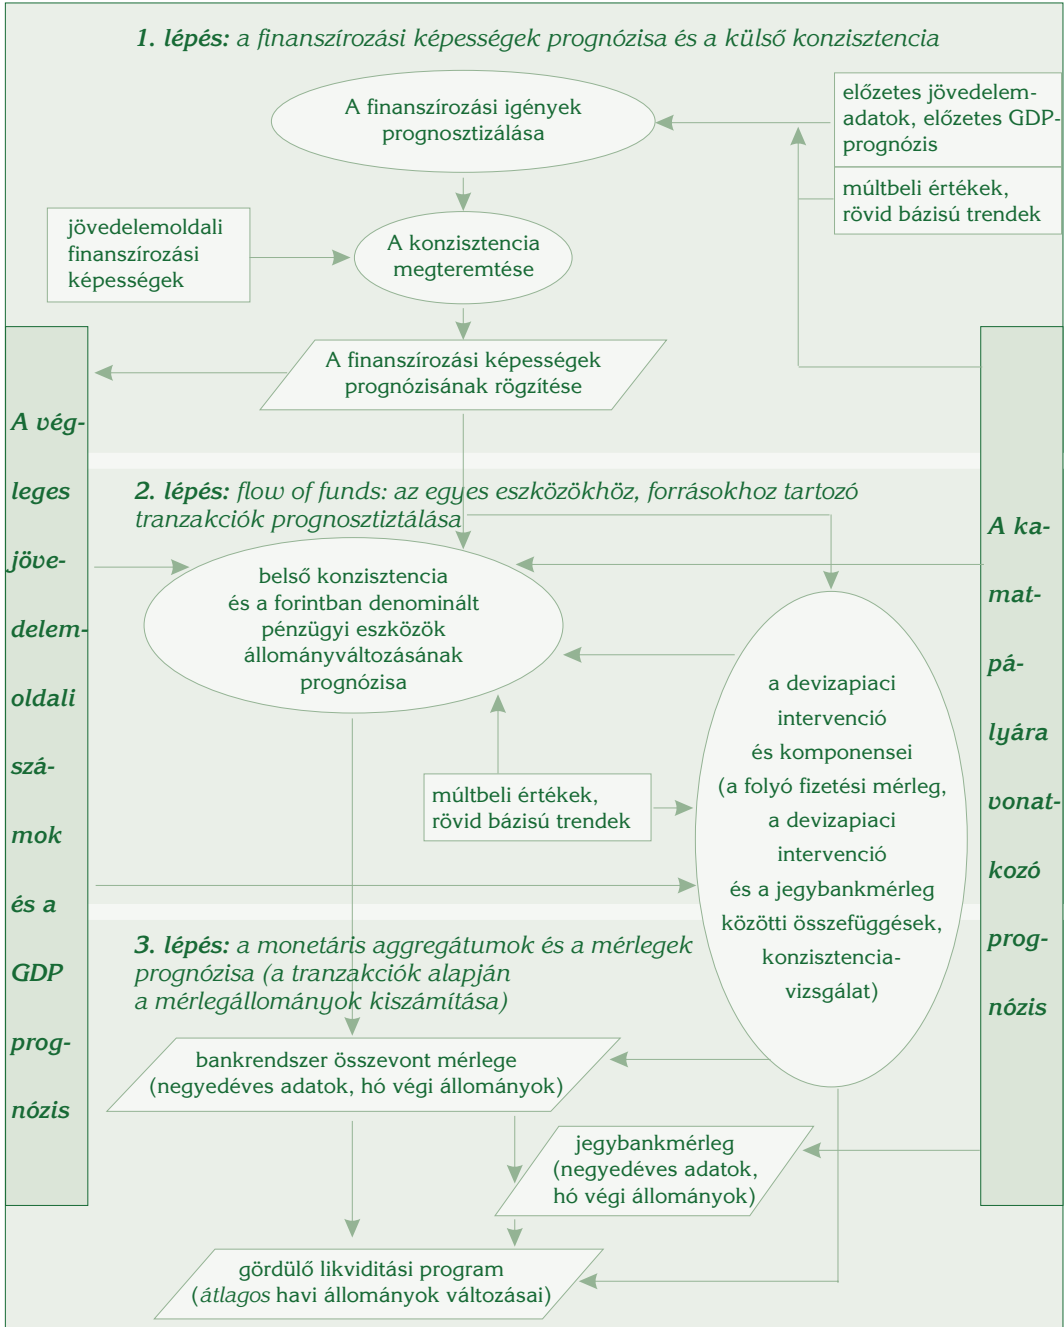 1. lépés: a finanszírozási képességek prognózisa és a külső konzisztencia
A finanszírozási igények
prognosztizálása
előzetes jövedelem-
adatok, előzetes GDP-
prognózis
múltbeli értékek,
rövid bázisú trendek
jövedelemoldali
finanszírozási
képességek
A konzisztencia
megteremtése
A finanszírozási képességek
prognózisának rögzítése
A vég-
leges
jöve-
delem-
oldali
szá-
mok
és a
GDP
prog-
nózis
2. lépés: flow of funds: az egyes eszközökhöz, forrásokhoz tartozó
tranzakciók prognosztiztálása
belső konzisztencia
és a forintban denominált
pénzügyi eszközök
állományváltozásának
prognózisa
múltbeli értékek,
rövid bázisú trendek
a devizapiaci
intervenció
és komponensei
(a folyó fizetési mérleg,
a devizapiaci
intervenció
és a jegybankmérleg
közötti összefüggések,
konzisztencia-
vizsgálat)
A ka-
mat-
pá-
lyára
vonat-
kozó
prog-
nózis
3. lépés: a monetáris aggregátumok és a mérlegek
prognózisa (a tranzakciók alapján
a mérlegállományok kiszámítása)
bankrendszer összevont mérlege
(negyedéves adatok, hó végi állományok)
jegybankmérleg
(negyedéves adatok,
hó végi állományok)
gördülő likviditási program
(átlagos havi állományok változásai)